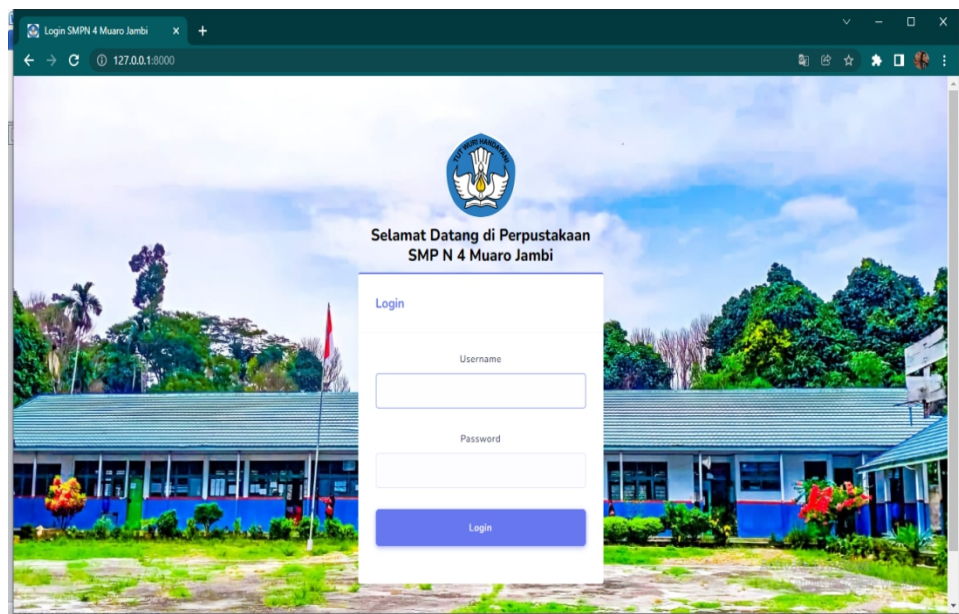 Login SMPN 4 Muaro Jambi
127.0.0.1:8000
TUT WURI HANDAYANI
Selamat Datang di Perpustakaan
SMP N 4 Muaro Jambi
Login
Username
Password
Login